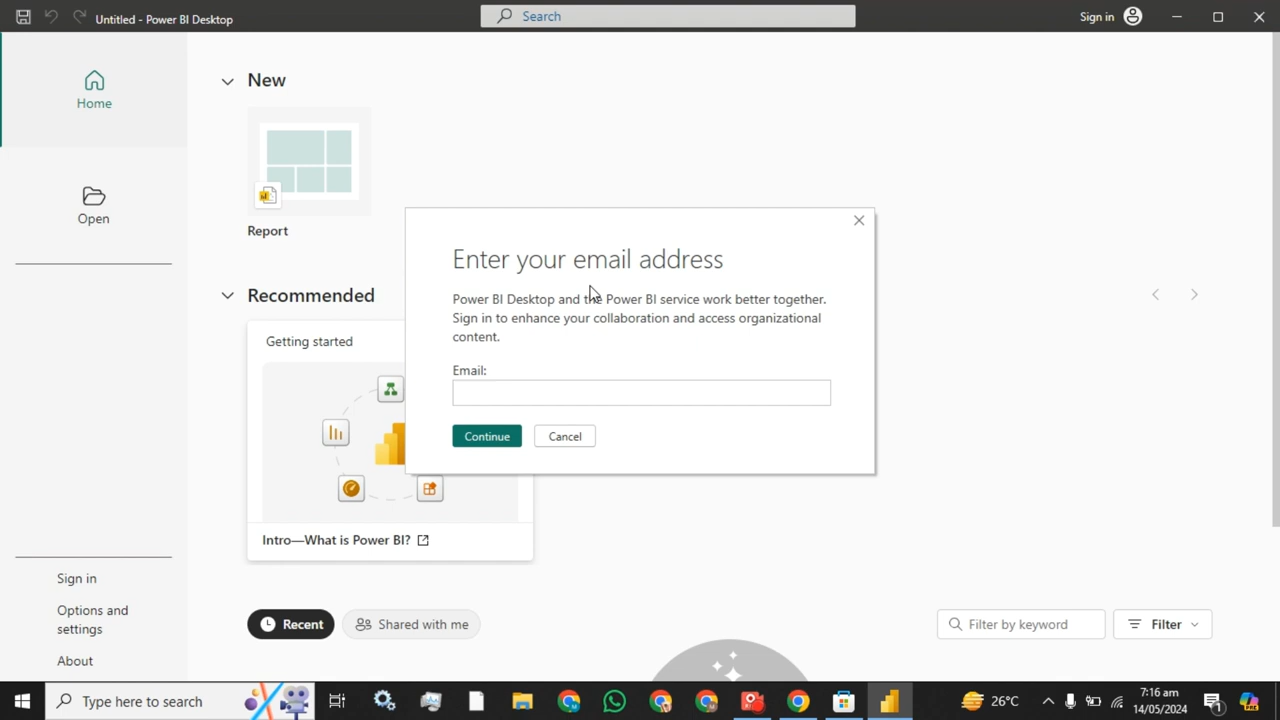 Untitled - Power BI Desktop
Search
Sign in
Home
Open
New
Report
Recommended
Getting started
Intro—What is Power BI?
Enter your email address
Power BI Desktop and the Power BI service work better together.
Sign in to enhance your collaboration and access organizational
content.
Email:
Continue
Cancel
Sign in
Options and
settings
About
Recent
Shared with me
Filter by keyword
Filter
Type here to search
26°C
7:16 am
14/05/2024